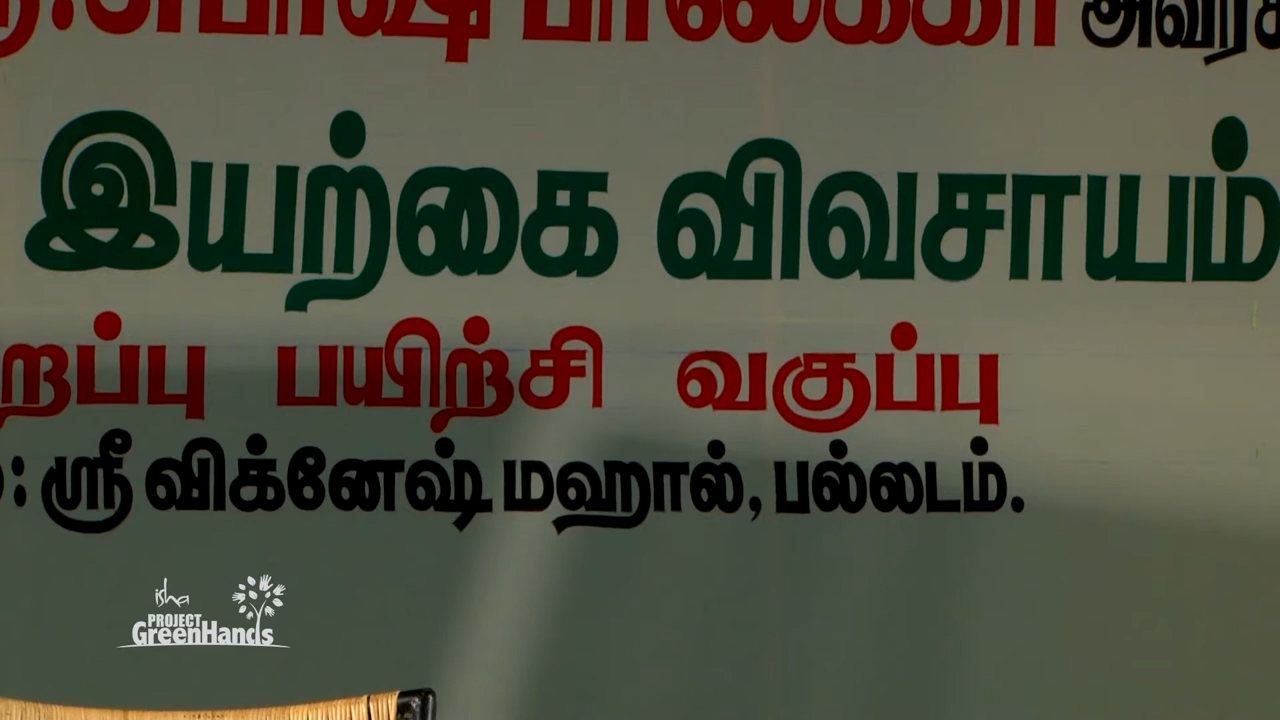 இயற்கை விவசாயம்
பயிற்சி வகுப்பு
ஸ்ரீ விக்னேஷ் மஹால், பல்லடம்.
isha
PROJECT
GreenHands